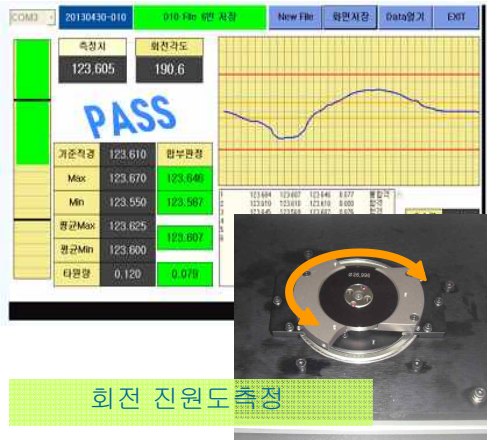 COM3 20130430-010 010 File 6번 저장 New File 화면저장 Data열기 EXIT
측정치 회전각도
123.605 190.6
PASS
기준직경 123.610 합부판정
Max 123.670 123.646
Min 123.550 123.567
평균Max 123.625
123.607
평균Min 123.600
타원량 0.120 0.079
회전 진원도측정